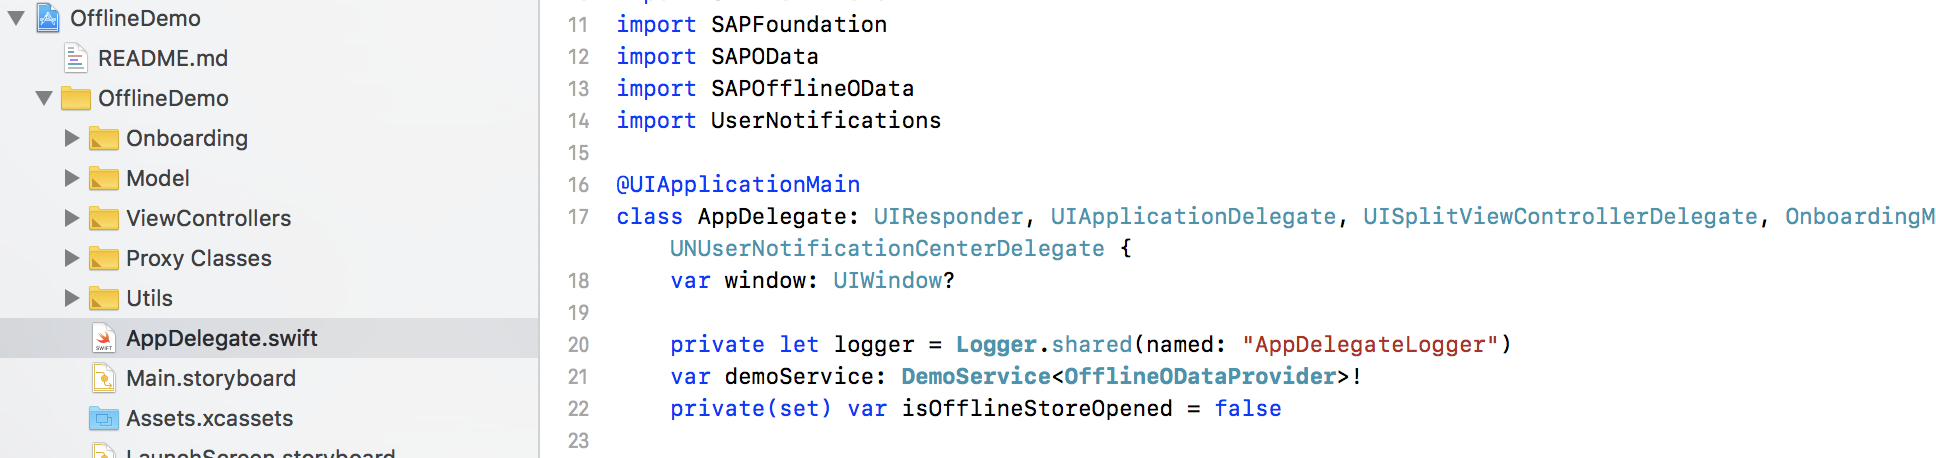 OfflineDemo
README.md
OfflineDemo
Onboarding
Model
ViewControllers
Proxy Classes
Utils
AppDelegate.swift
Main.storyboard
Assets.xcassets
LaunchScreen.storyboard
11 import SAPFoundation
12 import SAPOData
13 import SAPOfflineOData
14 import UserNotifications
15
16 @UIApplicationMain
17 class AppDelegate: UIResponder, UIApplicationDelegate, UISplitViewControllerDelegate, OnboardingM
UNUserNotificationCenterDelegate {
18 var window: UIWindow?
19
20 private let logger = Logger.shared(named: "AppDelegateLogger")
21 var demoService: DemoService<OfflineODataProvider>!
22 private(set) var isOfflineStoreOpened = false
23